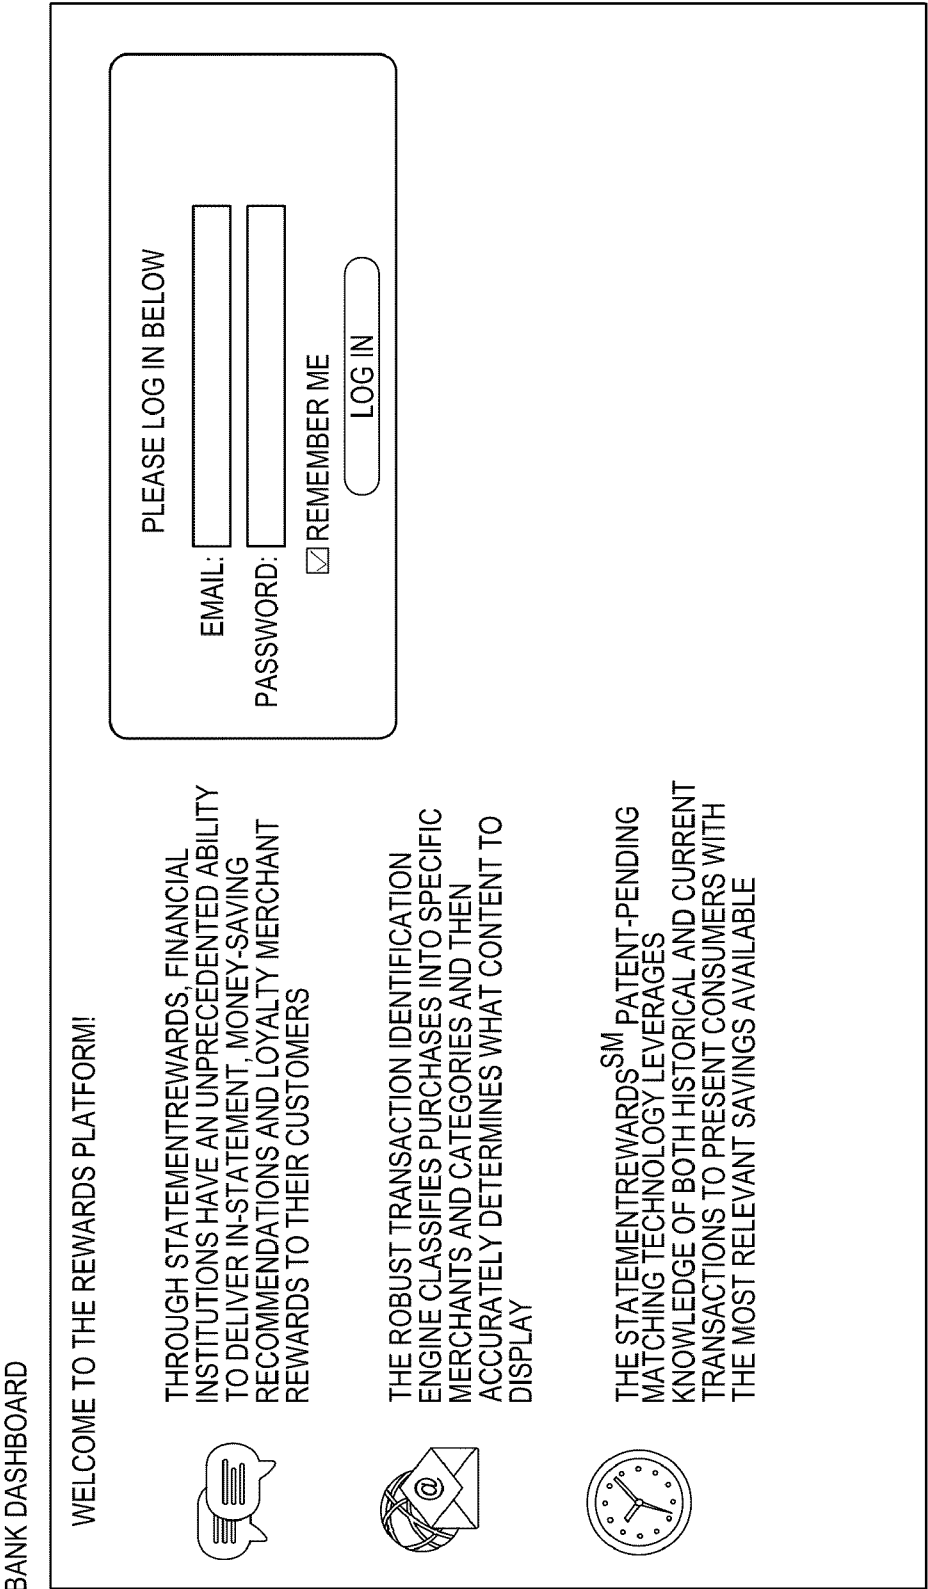 BANK DASHBOARD
WELCOME TO THE REWARDS PLATFORM!
THROUGH STATEMENTREWARDS, FINANCIAL
INSTITUTIONS HAVE AN UNPRECEDENTED ABILITY
TO DELIVER IN-STATEMENT, MONEY-SAVING
RECOMMENDATIONS AND LOYALTY MERCHANT
REWARDS TO THEIR CUSTOMERS
@
THE ROBUST TRANSACTION IDENTIFICATION
ENGINE CLASSIFIES PURCHASES INTO SPECIFIC
MERCHANTS AND CATEGORIES AND THEN
ACCURATELY DETERMINES WHAT CONTENT TO
DISPLAY
THE STATEMENTREWARDS SM PATENT-PENDING
MATCHING TECHNOLOGY LEVERAGES
KNOWLEDGE OF BOTH HISTORICAL AND CURRENT
TRANSACTIONS TO PRESENT CONSUMERS WITH
THE MOST RELEVANT SAVINGS AVAILABLE
PLEASE LOG IN BELOW
EMAIL:
PASSWORD:
REMEMBER ME
LOG IN